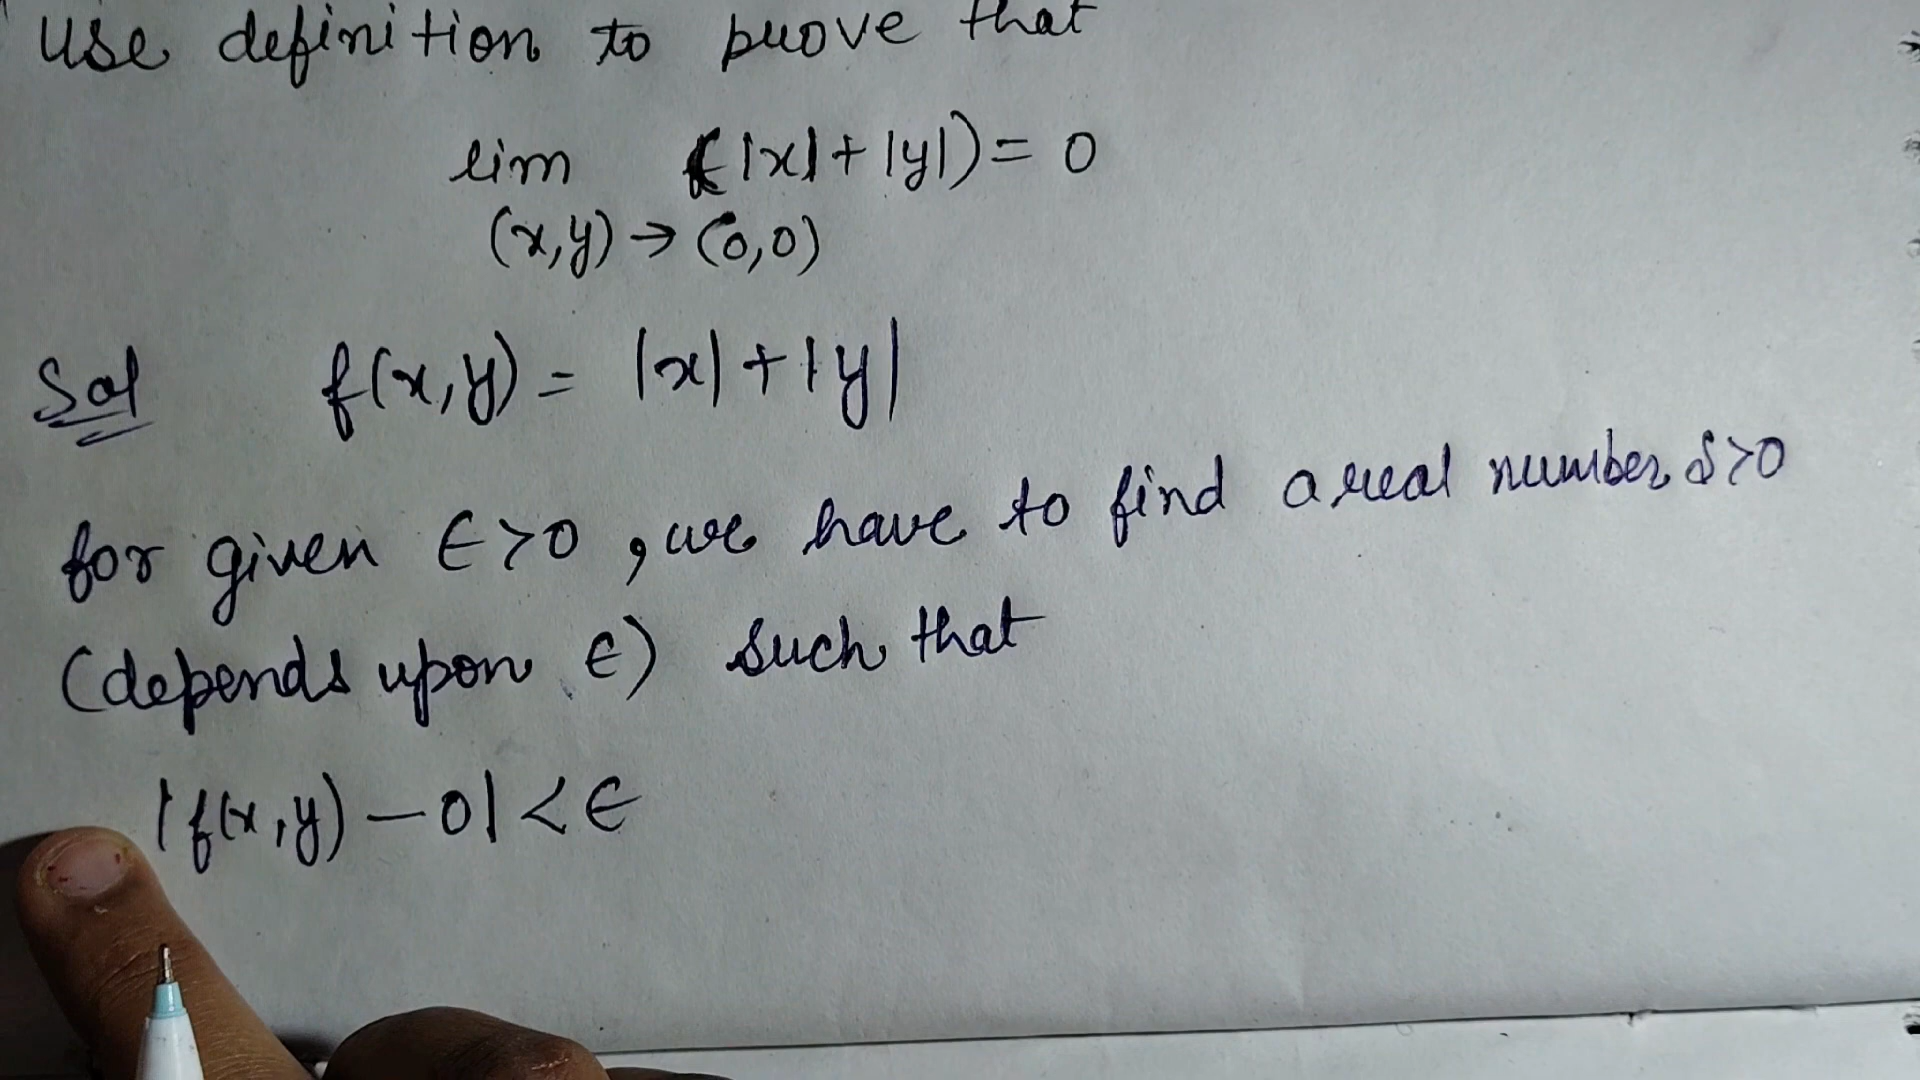 Use definition to prove that
lim (|x|+|y|)= 0
(x,y)→(0,0)
Sol f(x,y)= |x|+|y|
for given ϵ>0, we have to find a real number δ>0
(depends upon ϵ) such that
|f(x,y)-0|<ϵ